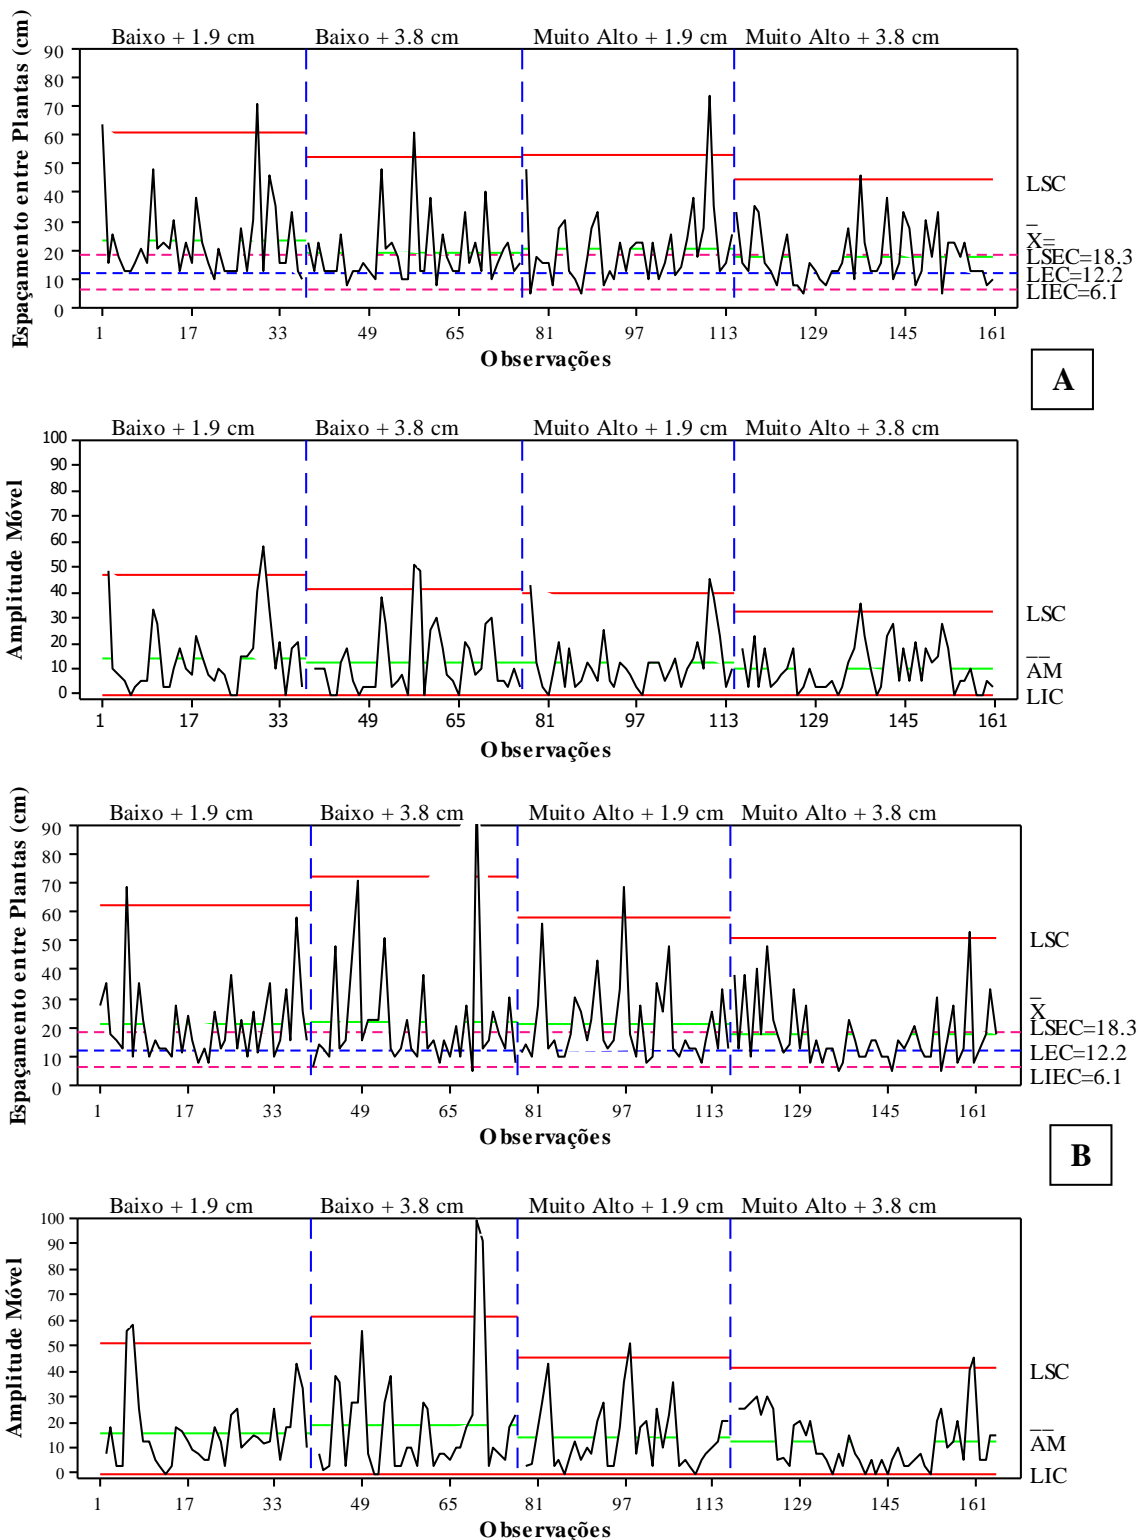 Baixo + 1.9 cm Baixo + 3.8 cm Muito Alto + 1.9 cm Muito Alto + 3.8 cm
Espaçamento entre Plantas (cm)
90
80
70
60
50
40
30
20
10
0
LSC
X=
LSEC=18.3
LEC=12.2
LIEC=6.1
1 17 33 49 65 81 97 113 129 145 161
Observações
A
Baixo + 1.9 cm Baixo + 3.8 cm Muito Alto + 1.9 cm Muito Alto + 3.8 cm
Amplitude Móvel
100
90
80
70
60
50
40
30
20
10
0
LSC
AM
LIC
1 17 33 49 65 81 97 113 129 145 161
Observações
Baixo + 1.9 cm Baixo + 3.8 cm Muito Alto + 1.9 cm Muito Alto + 3.8 cm
Espaçamento entre Plantas (cm)
90
80
70
60
50
40
30
20
10
0
LSC
X
LSEC=18.3
LEC=12.2
LIEC=6.1
1 17 33 49 65 81 97 113 129 145 161
Observações
B
Baixo + 1.9 cm Baixo + 3.8 cm Muito Alto + 1.9 cm Muito Alto + 3.8 cm
Amplitude Móvel
100
90
80
70
60
50
40
30
20
10
0
LSC
AM
LIC
1 17 33 49 65 81 97 113 129 145 161
Observações